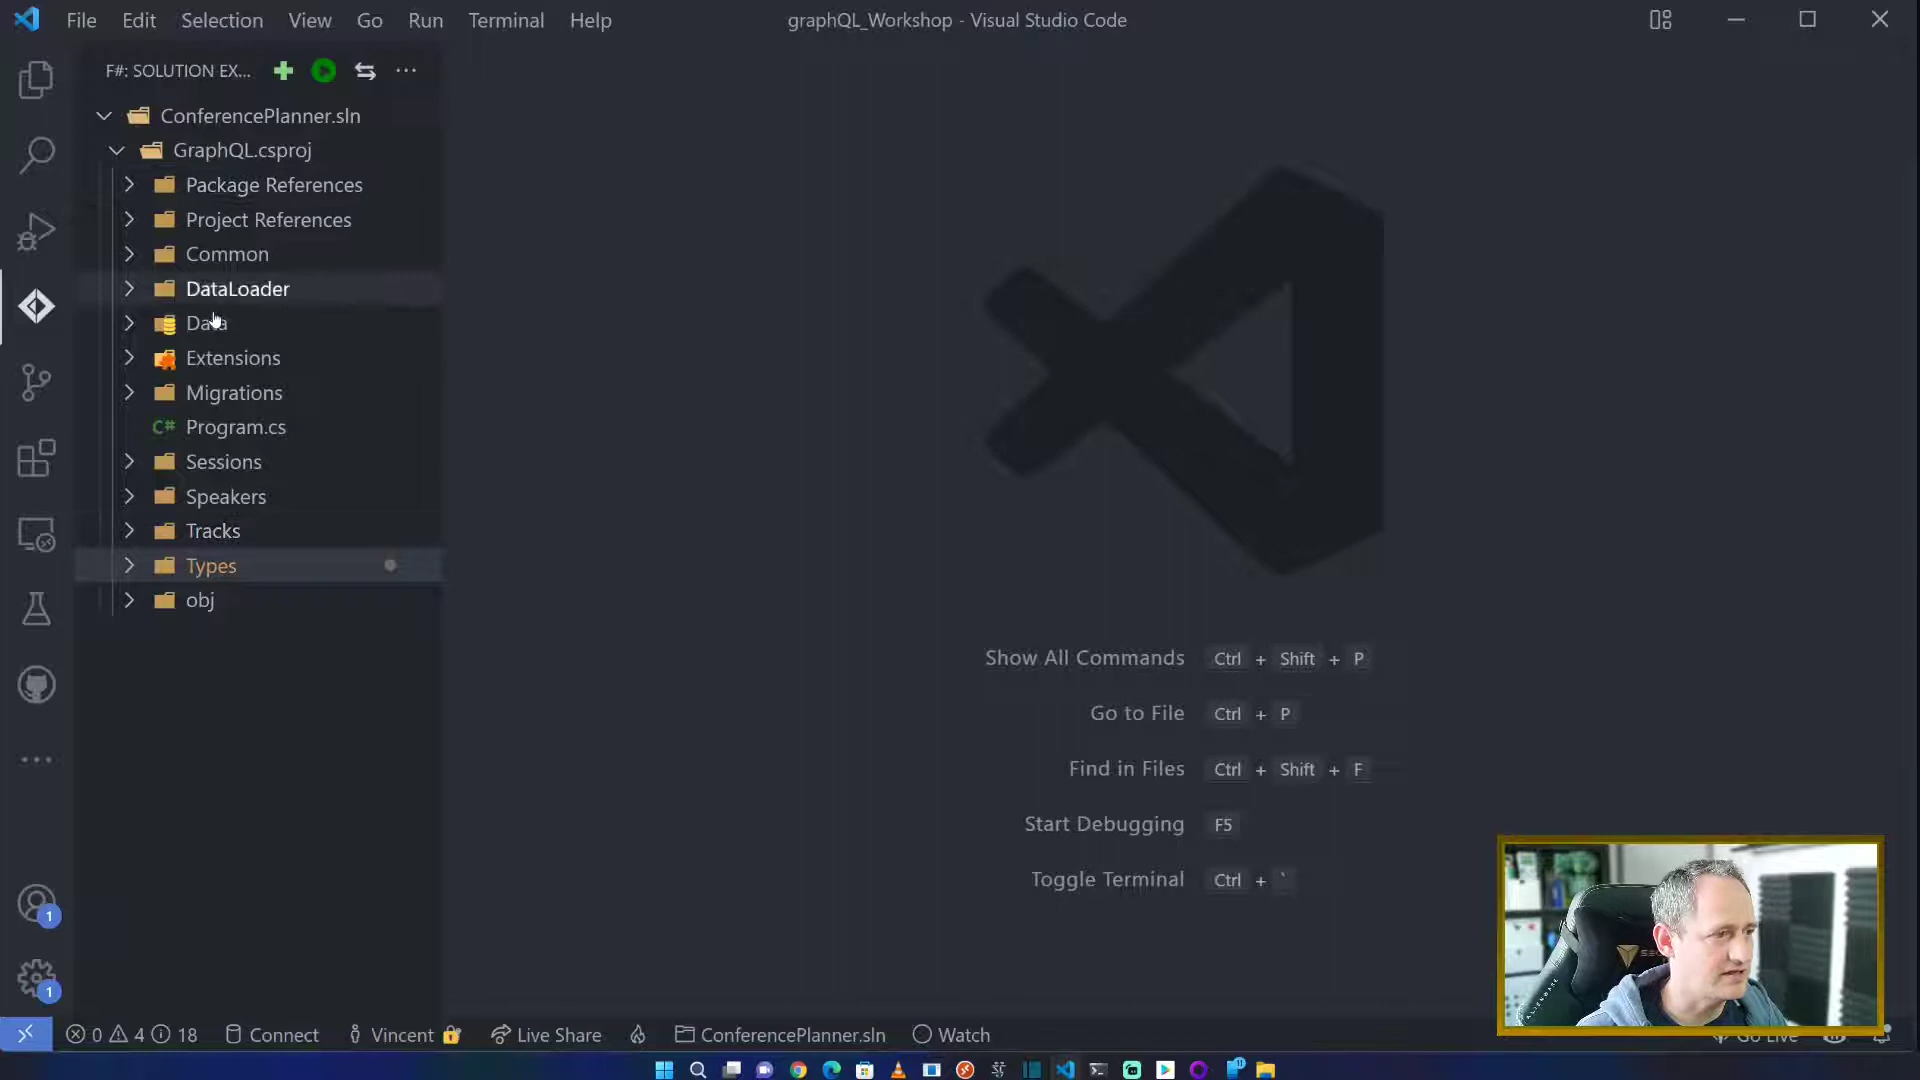 File Edit Selection View Go Run Terminal Help graphQL_Workshop - Visual Studio Code
F#: SOLUTION EX...
ConferencePlanner.sln
GraphQL.csproj
Package References
Project References
Common
DataLoader
Data
Extensions
Migrations
C# Program.cs
Sessions
Speakers
Tracks
Types
obj
Show All Commands Ctrl + Shift + P
Go to File Ctrl + P
Find in Files Ctrl + Shift + F
Start Debugging F5
Toggle Terminal Ctrl + `
1
1
0 4 18 Connect Vincent Live Share ConferencePlanner.sln Watch Go Live